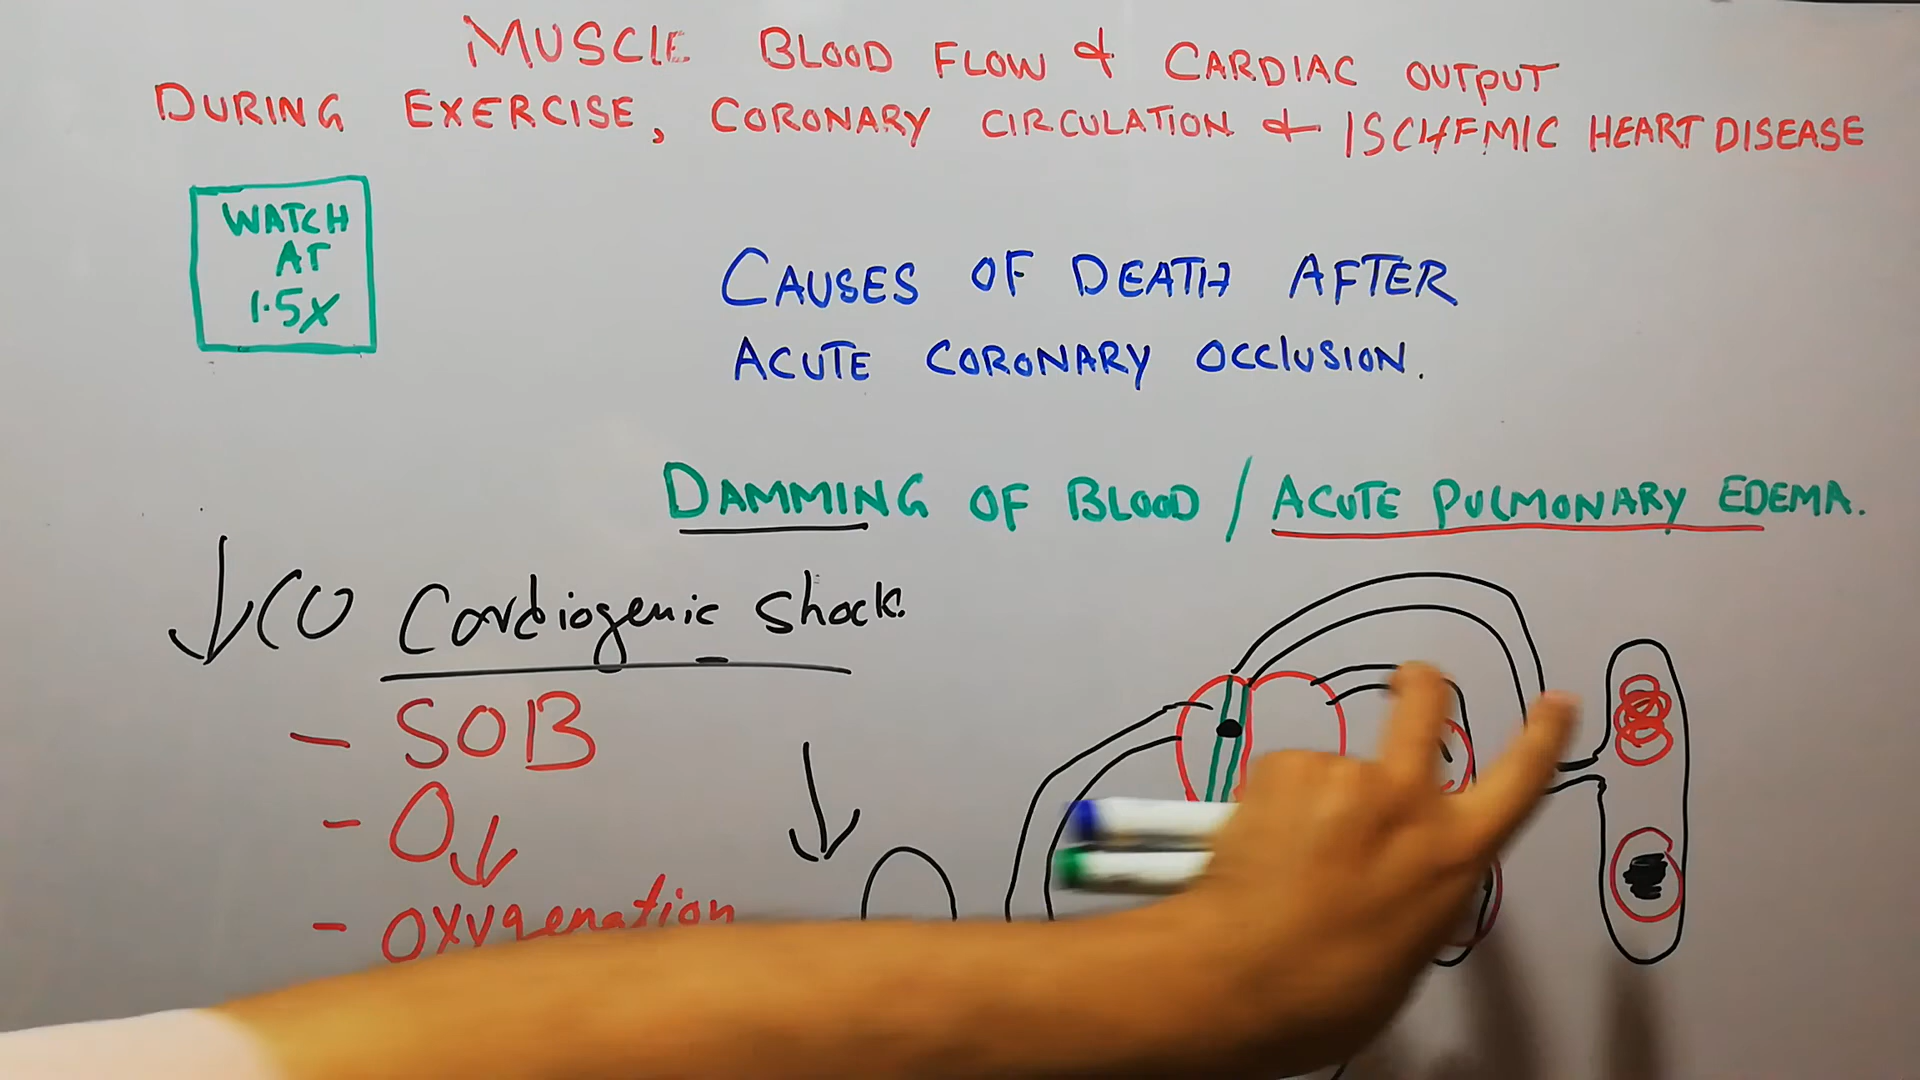 MUSCLE BLOOD FLOW & CARDIAC OUTPUT
DURING EXERCISE, CORONARY CIRCULATION & ISCHEMIC HEART DISEASE
WATCH
AT
1.5X
CAUSES OF DEATH AFTER
ACUTE CORONARY OCCLUSION.
DAMMING OF BLOOD / ACUTE PULMONARY EDEMA.
↓CO Cardiogenic shock.
- SOB
- O↓
- oxygenation